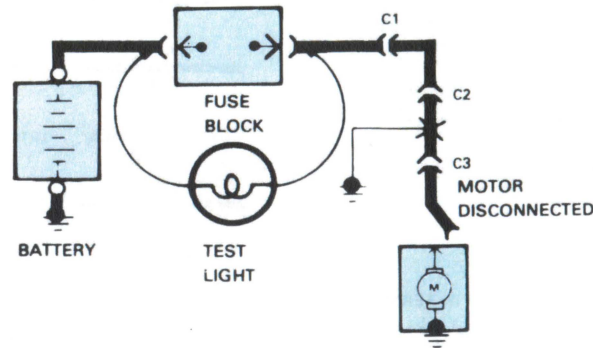 C1
FUSE
BLOCK
C2
C3
MOTOR
DISCONNECTED
BATTERY
TEST
LIGHT
M